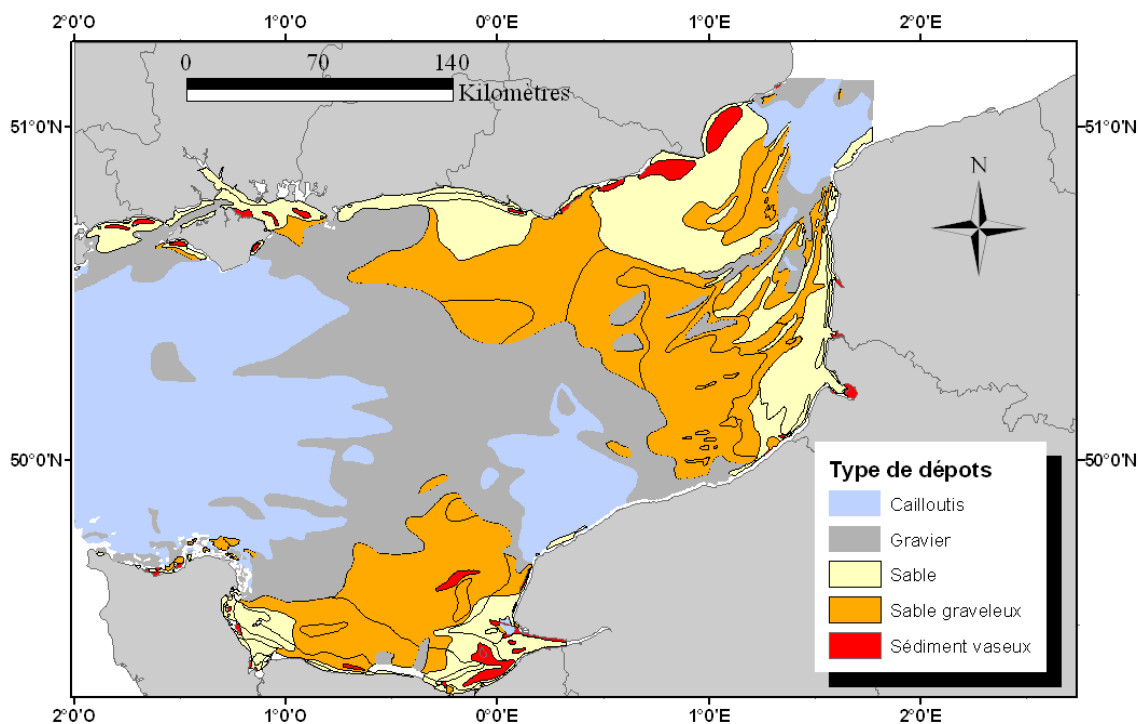 2°0'O 1°0'O 0°0'E 1°0'E 2°0'E
0 70 140
Kilomètres
51°0'N 51°0'N
N
50°0'N 50°0'N
Type de dépots
Cailloutis
Gravier
Sable
Sable graveleux
Sédiment vaseux
2°0'O 1°0'O 0°0'E 1°0'E 2°0'E